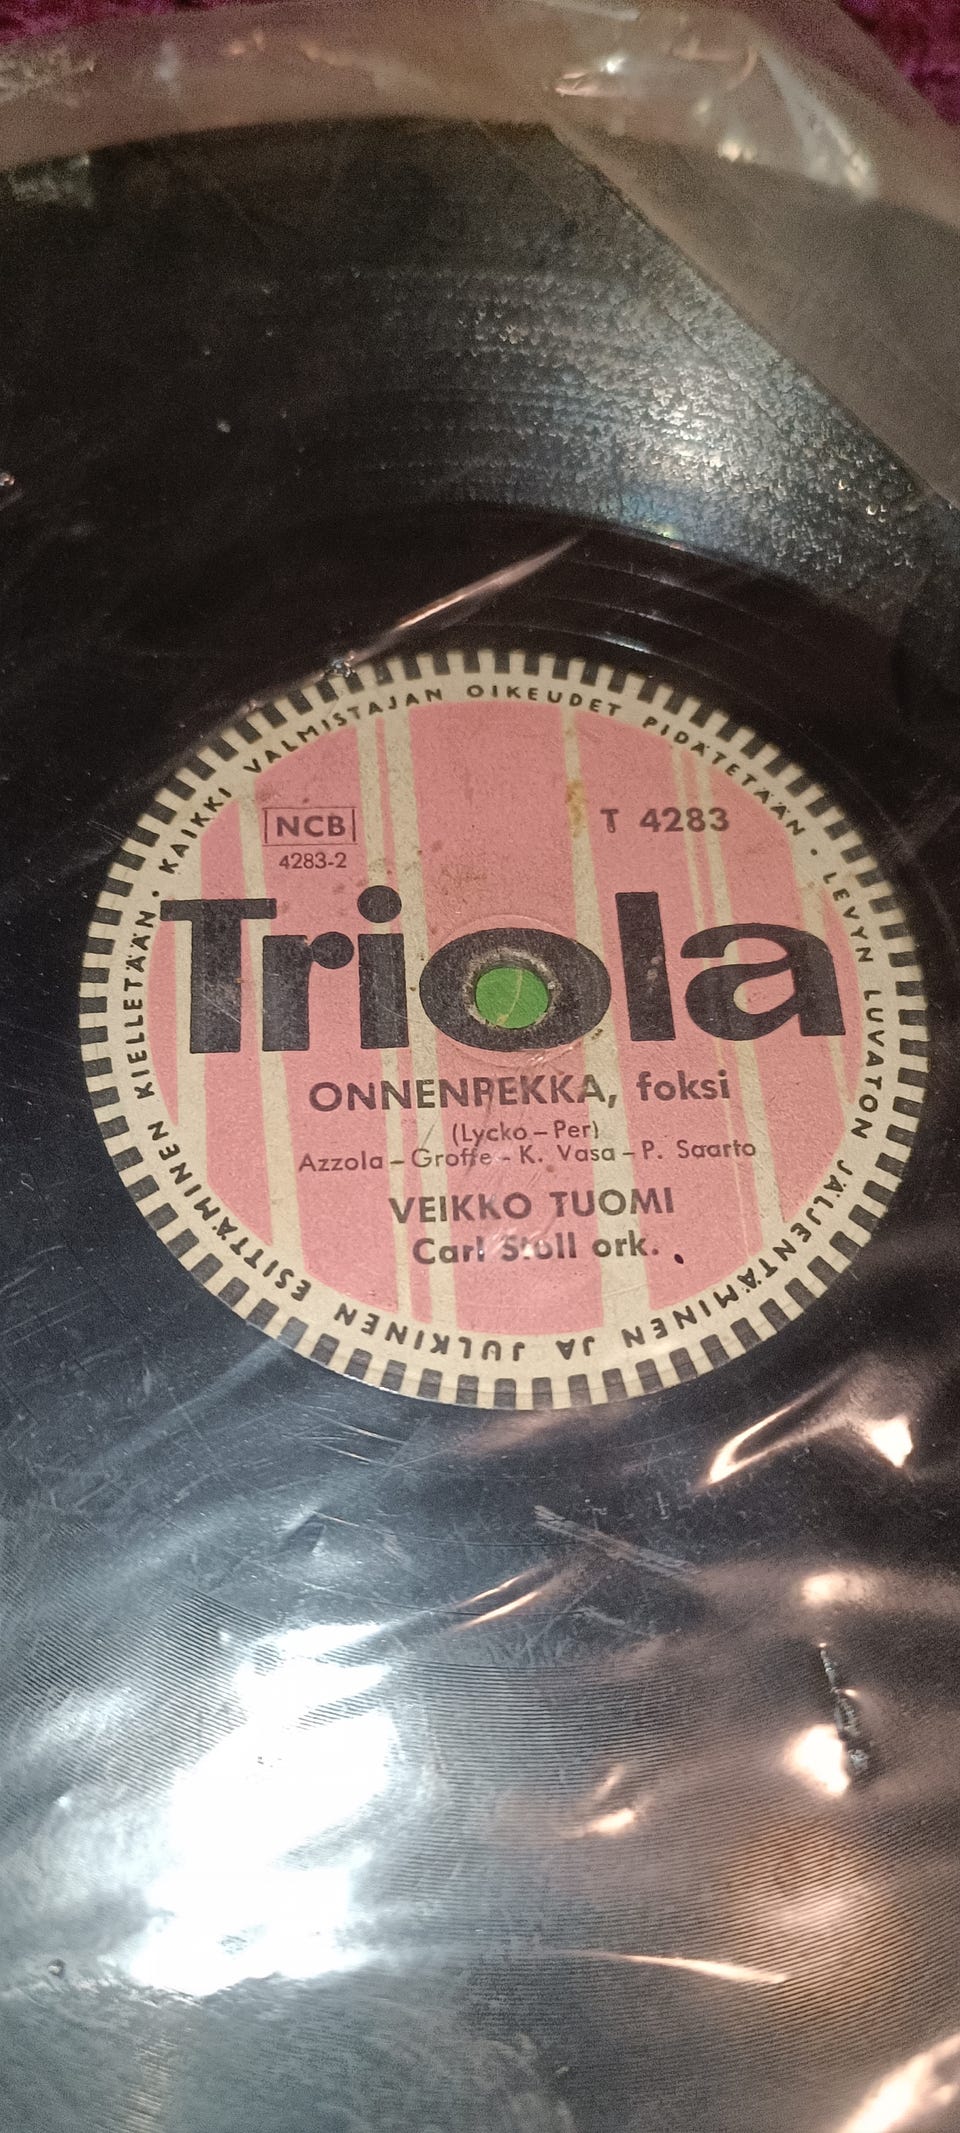 KAIKKI VALMISTAJAN OIKEUDET PIDÄTETÄÄN · LEVYN LUVATON JÄLJENTÄMINEN JA JULKINEN ESITTÄMINEN KIELLETÄÄN ·
NCB T 4283
4283-2
Triola
ONNENPEKKA, foksi
(Lycko – Per)
Azzola – Groffe – K. Vasa – P. Saarto
VEIKKO TUOMI
Carl Stoll ork.